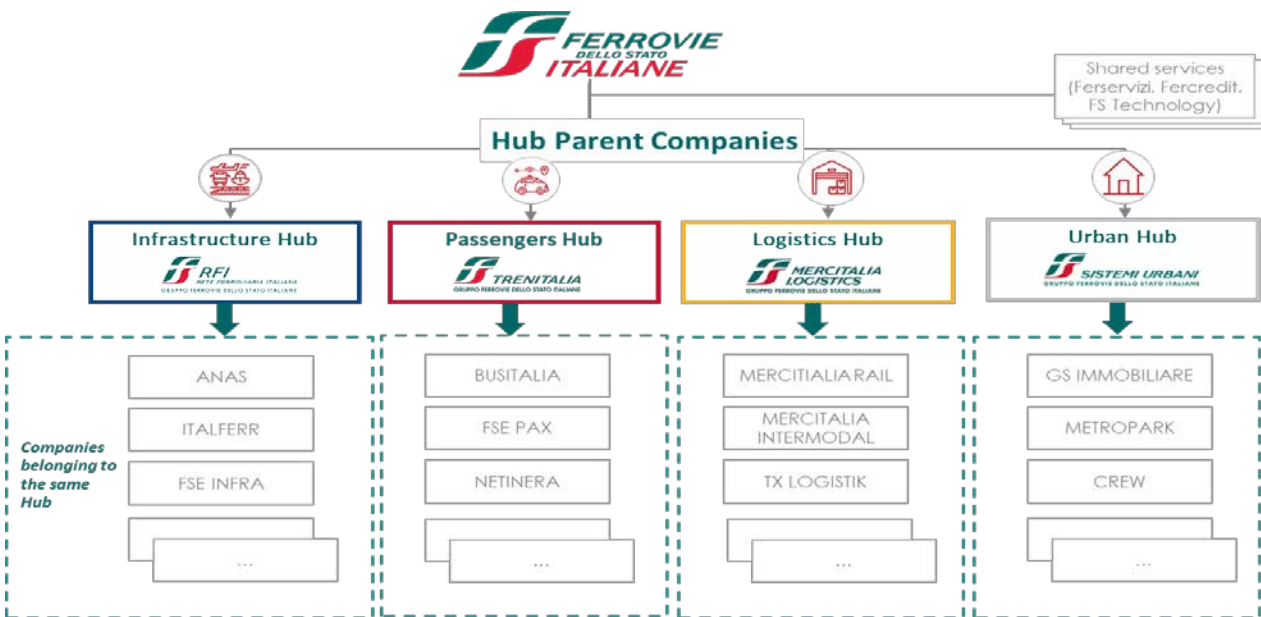 FERROVIE
DELLO STATO
ITALIANE
Shared services
(Ferservizi, Fercredit,
FS Technology)
Hub Parent Companies
Infrastructure Hub
RFI
RETE FERROVIARIA ITALIANA
GRUPPO FERROVIE DELLO STATO ITALIANE
Passengers Hub
TRENITALIA
GRUPPO FERROVIE DELLO STATO ITALIANE
Logistics Hub
MERCITALIA
LOGISTICS
GRUPPO FERROVIE DELLO STATO ITALIANE
Urban Hub
SISTEMI URBANI
GRUPPO FERROVIE DELLO STATO ITALIANE
Companies
belonging to
the same
Hub
ANAS
ITALFERR
FSE INFRA
...
BUSITALIA
FSE PAX
NETINERA
...
MERCITIALIA RAIL
MERCITALIA
INTERMODAL
TX LOGISTIK
...
GS IMMOBILIARE
METROPARK
CREW
...